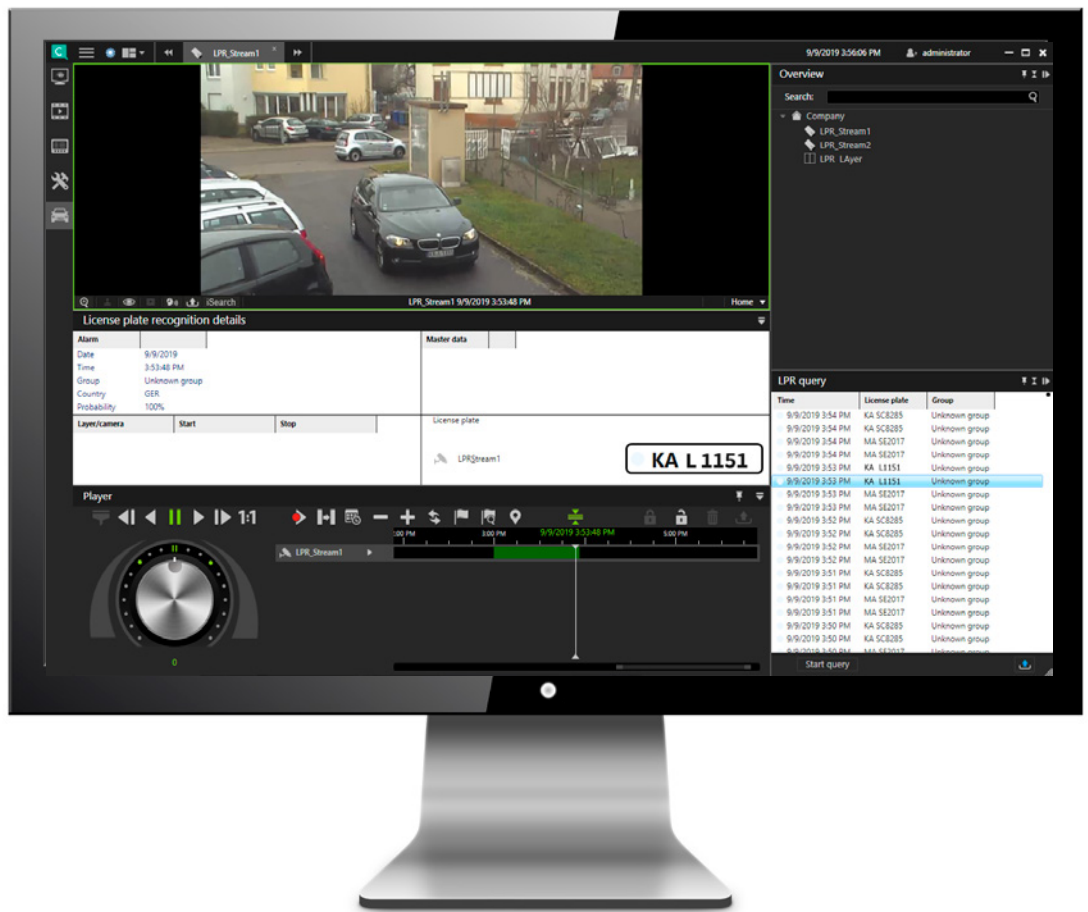 LPR_Stream1
9/9/2019 3:56:06 PM
administrator
Overview
Search:
Company
LPR_Stream1
LPR_Stream2
LPR LAyer
iSearch
LPR_Stream1 9/9/2019 3:53:48 PM
Home
License plate recognition details
Alarm
Date 9/9/2019
Time 3:53:48 PM
Group Unknown group
Country GER
Probability 100%
Master data
Layer/camera Start Stop
License plate
LPRStream1
KA L 1151
Player
1:1
:00 PM 3:00 PM 9/9/2019 3:53:48 PM 5:00 PM
LPR_Stream1
0
LPR query
Time License plate Group
9/9/2019 3:54 PM KA SC8285 Unknown group
9/9/2019 3:54 PM KA SC8285 Unknown group
9/9/2019 3:54 PM MA SE2017 Unknown group
9/9/2019 3:54 PM MA SE2017 Unknown group
9/9/2019 3:53 PM KA L1151 Unknown group
9/9/2019 3:53 PM KA L1151 Unknown group
9/9/2019 3:53 PM MA SE2017 Unknown group
9/9/2019 3:53 PM MA SE2017 Unknown group
9/9/2019 3:52 PM KA SC8285 Unknown group
9/9/2019 3:52 PM KA SC8285 Unknown group
9/9/2019 3:52 PM MA SE2017 Unknown group
9/9/2019 3:52 PM MA SE2017 Unknown group
9/9/2019 3:51 PM KA SC8285 Unknown group
9/9/2019 3:51 PM KA SC8285 Unknown group
9/9/2019 3:51 PM MA SE2017 Unknown group
9/9/2019 3:51 PM MA SE2017 Unknown group
9/9/2019 3:50 PM KA SC8285 Unknown group
9/9/2019 3:50 PM KA SC8285 Unknown group
9/9/2019 3:50 PM MA SE2017 Unknown group
Start query